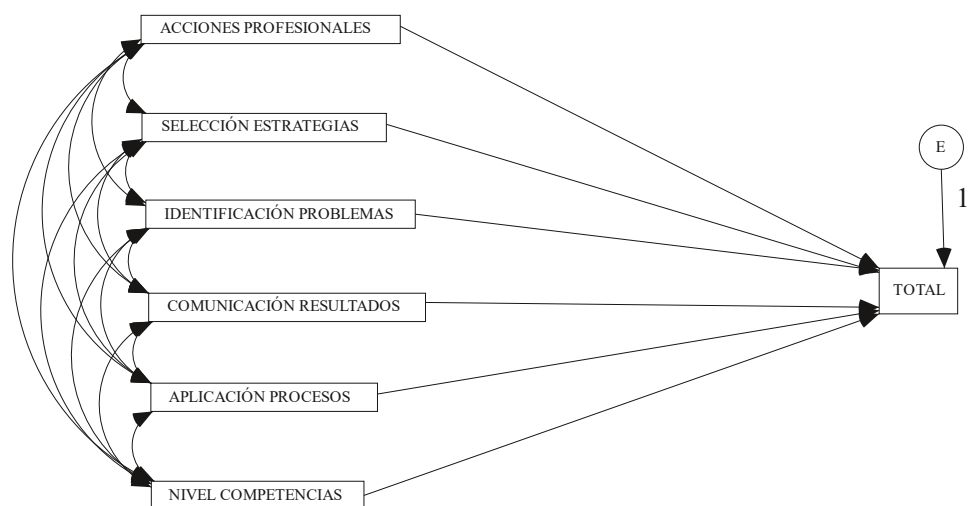 ACCIONES PROFESIONALES
SELECCIÓN ESTRATEGIAS
E
1
IDENTIFICACIÓN PROBLEMAS
TOTAL
COMUNICACIÓN RESULTADOS
APLICACIÓN PROCESOS
NIVEL COMPETENCIAS